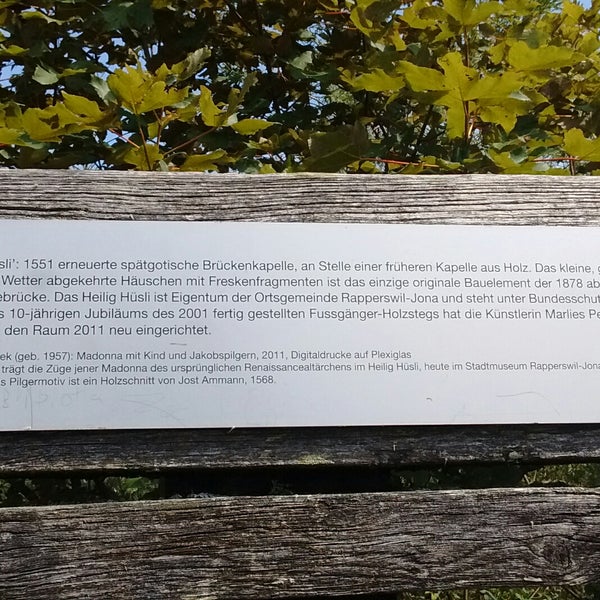 sli': 1551 erneuerte spätgotische Brückenkapelle, an Stelle einer früheren Kapelle aus Holz. Das kleine, g
Wetter abgekehrte Häuschen mit Freskenfragmenten ist das einzige originale Bauelement der 1878 ab
ebrücke. Das Heilig Hüsli ist Eigentum der Ortsgemeinde Rapperswil-Jona und steht unter Bundesschut
s 10-jährigen Jubiläums des 2001 fertig gestellten Fussgänger-Holzstegs hat die Künstlerin Marlies Pe
den Raum 2011 neu eingerichtet.
ek (geb. 1957): Madonna mit Kind und Jakobspilgern, 2011, Digitaldrucke auf Plexiglas
trägt die Züge jener Madonna des ursprünglichen Renaissancealtärchens im Heilig Hüsli, heute im Stadtmuseum Rapperswil-Jona
s Pilgermotiv ist ein Holzschnitt von Jost Ammann, 1568.